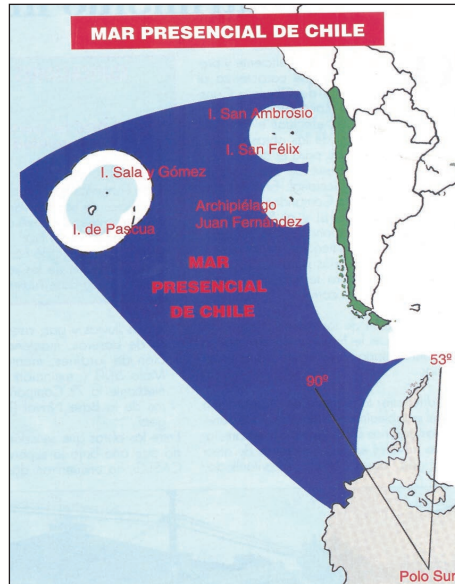 MAR PRESENCIAL DE CHILE
I. San Ambrosio
I. San Félix
I. Sala y Gómez
I. de Pascua
Archipiélago
Juan Fernandez
MAR
PRESENCIAL
DE CHILE
90º
53º
Polo Sur